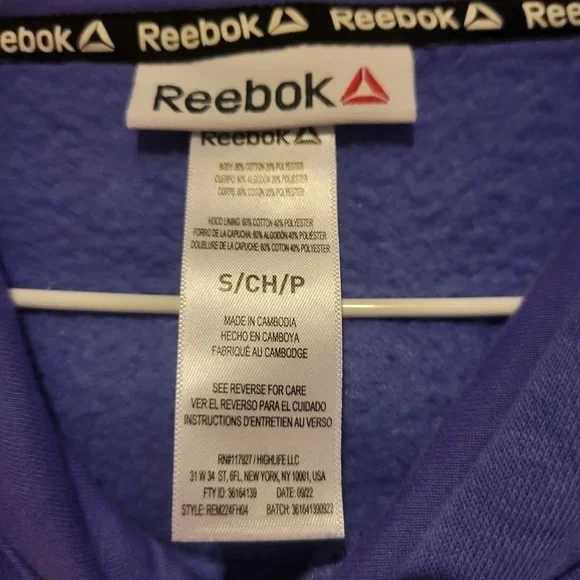 eebok Reebok Reebok Ree
Reebok
Reebok
BODY: 80% COTTON 20% POLYESTER
CUERPO: 80% ALGODÓN 20% POLIÉSTER
CORPS: 80% COTON 20% POLYESTER
HOOD LINING: 60% COTTON 40% POLYESTER
FORRO DE LA CAPUCHA: 60% ALGODÓN 40% POLIÉSTER
DOUBLURE DE LA CAPUCHE: 60% COTON 40% POLYESTER
S/CH/P
MADE IN CAMBODIA
HECHO EN CAMBOYA
FABRIQUÉ AU CAMBODGE
SEE REVERSE FOR CARE
VER EL REVERSO PARA EL CUIDADO
INSTRUCTIONS D'ENTRETIEN AU VERSO
RN#117927 / HIGHLIFE LLC
31 W 34 ST, 6FL, NEW YORK, NY 10001, USA
FTY ID: 36164139 DATE: 09/22
STYLE: REM224FH04 BATCH: 361641390922